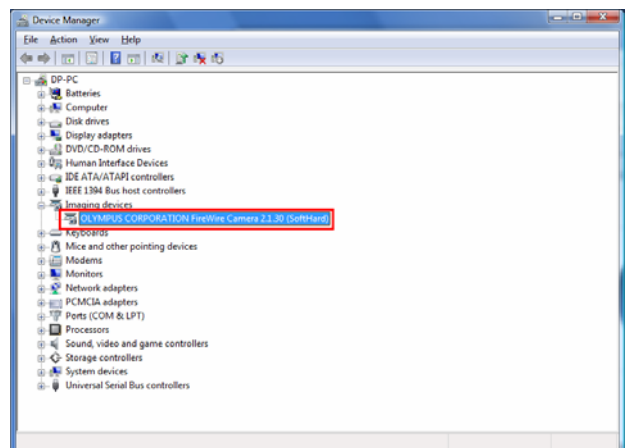 Device Manager
File Action View Help
DP-PC
Batteries
Computer
Disk drives
Display adapters
DVD/CD-ROM drives
Human Interface Devices
IDE ATA/ATAPI controllers
IEEE 1394 Bus host controllers
Imaging devices
OLYMPUS CORPORATION FireWire Camera 2.1.30 (SoftHard)
Keyboards
Mice and other pointing devices
Modems
Monitors
Network adapters
PCMCIA adapters
Ports (COM & LPT)
Processors
Sound, video and game controllers
Storage controllers
System devices
Universal Serial Bus controllers